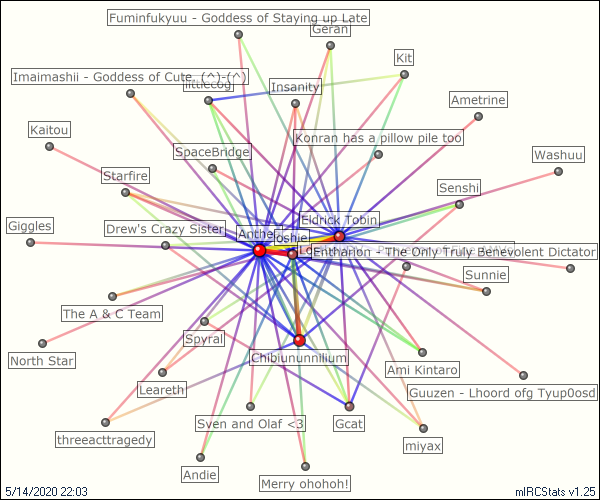 Fuminfukyuu - Goddess of Staying up Late
Geran
Kit
Imaimashii - Goddess of Cute, (^)-(^)
littlecog
Insanity
Ametrine
Kaitou
Konran has a pillow pile too
SpaceBridge
Washuu
Starfire
Senshi
Giggles
Drew's Crazy Sister
Eldrick Tobin
Entharion - The Only Truly Benevolent Dictator
Sunnie
The A & C Team
Spyral
North Star
Chibiununnilium
Ami Kintaro
Leareth
Guuzen - Lhoord ofg Tyup0osd
Sven and Olaf <3
Gcat
threeacttragedy
miyax
Andie
Merry ohohoh!
5/14/2020 22:03
mIRCStats v1.25